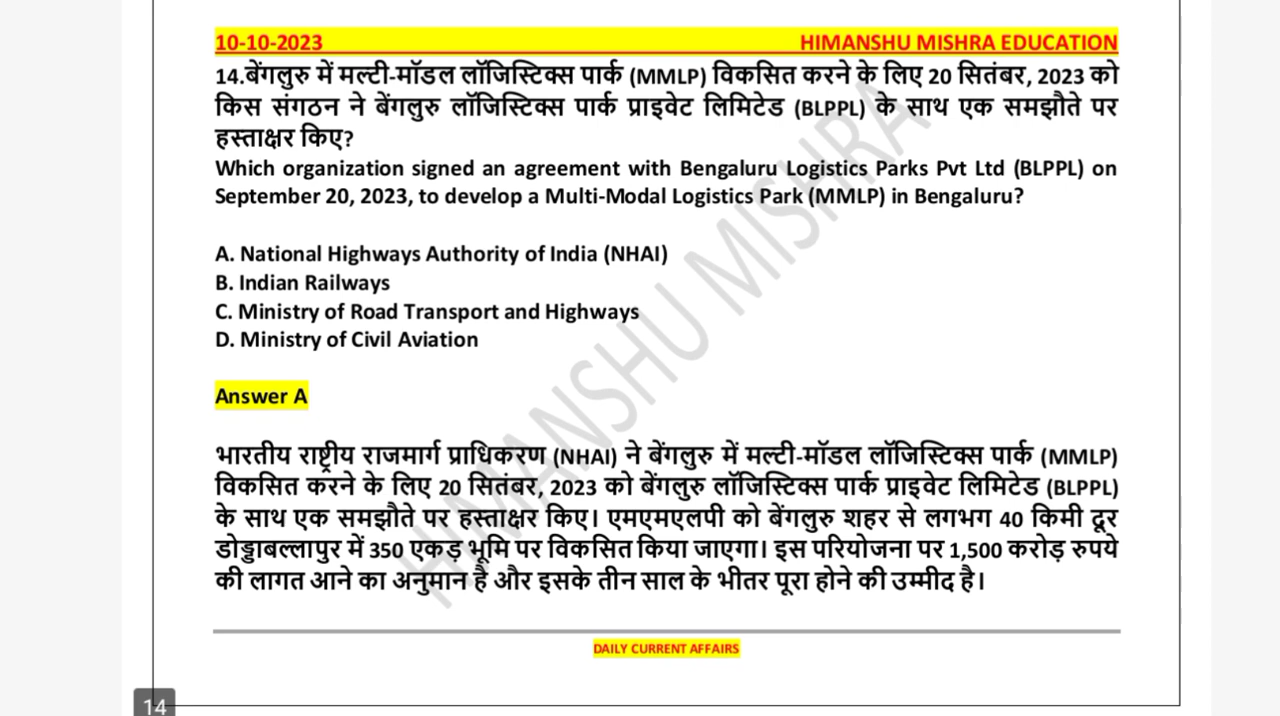 10-10-2023 HIMANSHU MISHRA EDUCATION
14.बेंगलुरु में मल्टी-मॉडल लॉजिस्टिक्स पार्क (MMLP) विकसित करने के लिए 20 सितंबर, 2023 को
किस संगठन ने बेंगलुरु लॉजिस्टिक्स पार्क प्राइवेट लिमिटेड (BLPPL) के साथ एक समझौते पर
हस्ताक्षर किए?
Which organization signed an agreement with Bengaluru Logistics Parks Pvt Ltd (BLPPL) on
September 20, 2023, to develop a Multi-Modal Logistics Park (MMLP) in Bengaluru?
A. National Highways Authority of India (NHAI)
B. Indian Railways
C. Ministry of Road Transport and Highways
D. Ministry of Civil Aviation
Answer A
भारतीय राष्ट्रीय राजमार्ग प्राधिकरण (NHAI) ने बेंगलुरु में मल्टी-मॉडल लॉजिस्टिक्स पार्क (MMLP)
विकसित करने के लिए 20 सितंबर, 2023 को बेंगलुरु लॉजिस्टिक्स पार्क प्राइवेट लिमिटेड (BLPPL)
के साथ एक समझौते पर हस्ताक्षर किए। एमएमएलपी को बेंगलुरु शहर से लगभग 40 किमी दूर
डोड्डाबल्लापुर में 350 एकड़ भूमि पर विकसित किया जाएगा। इस परियोजना पर 1,500 करोड़ रुपये
की लागत आने का अनुमान है और इसके तीन साल के भीतर पूरा होने की उम्मीद है।
HIMANSHU MISHRA
DAILY CURRENT AFFAIRS
14